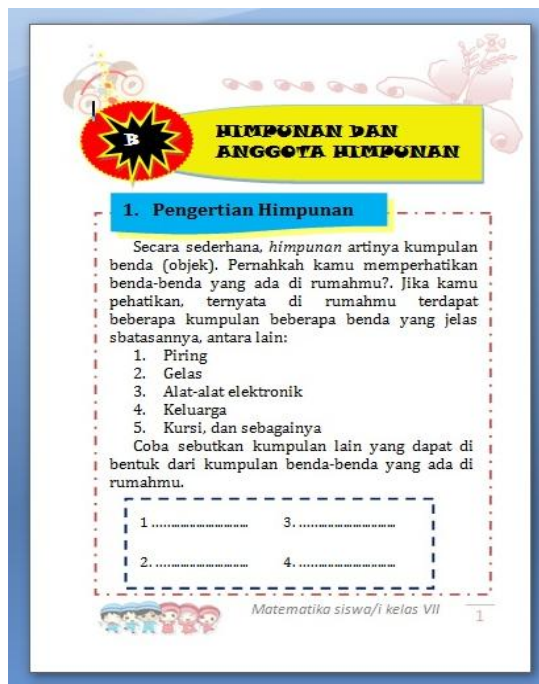 B
HIMPUNAN DAN
ANGGOTA HIMPUNAN
1. Pengertian Himpunan
Secara sederhana, himpunan artinya kumpulan
benda (objek). Pernahkah kamu memperhatikan
benda-benda yang ada di rumahmu?. Jika kamu
pehatikan, ternyata di rumahmu terdapat
beberapa kumpulan beberapa benda yang jelas
sbatasannya, antara lain:
1. Piring
2. Gelas
3. Alat-alat elektronik
4. Keluarga
5. Kursi, dan sebagainya
Coba sebutkan kumpulan lain yang dapat di
bentuk dari kumpulan benda-benda yang ada di
rumahmu.
1 ................................ 3. ................................
2. ............................... 4. ................................
Matematika siswa/i kelas VII 1